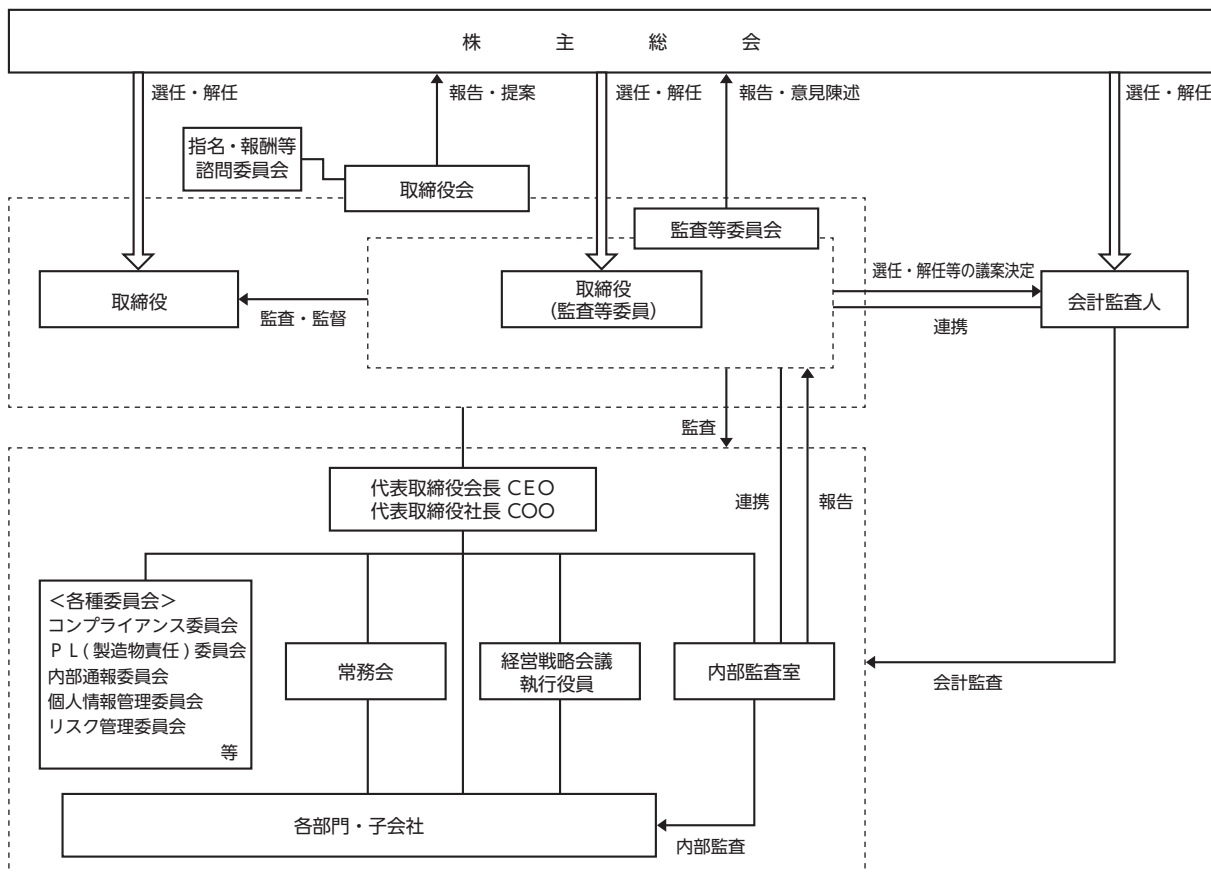 株主総会
選任・解任
報告・提案
選任・解任
報告・意見陳述
選任・解任
指名・報酬等
諮問委員会
取締役会
監査等委員会
取締役
監査・監督
取締役
(監査等委員)
選任・解任等の議案決定
連携
会計監査人
監査
代表取締役会長 CEO
代表取締役社長 COO
連携
報告
<各種委員会>
コンプライアンス委員会
PL(製造物責任)委員会
内部通報委員会
個人情報管理委員会
リスク管理委員会
等
常務会
経営戦略会議
執行役員
内部監査室
会計監査
各部門・子会社
内部監査